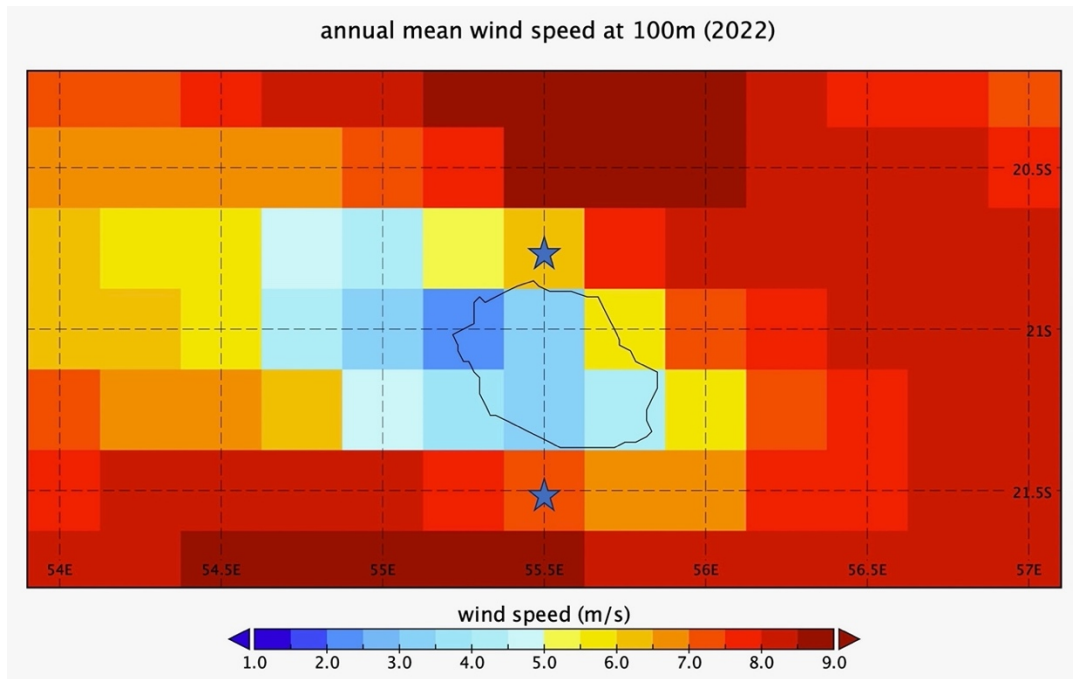 annual mean wind speed at 100m (2022)
20.5S
21S
21.5S
54E 54.5E 55E 55.5E 56E 56.5E 57E
wind speed (m/s)
1.0 2.0 3.0 4.0 5.0 6.0 7.0 8.0 9.0